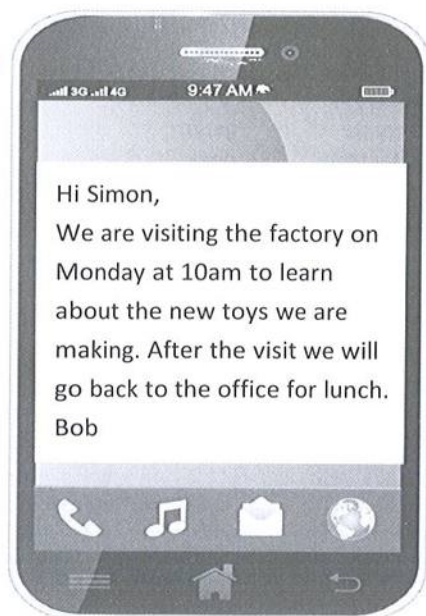 3G 4G
9:47 AM
Hi Simon,
We are visiting the factory on
Monday at 10am to learn
about the new toys we are
making. After the visit we will
go back to the office for lunch.
Bob